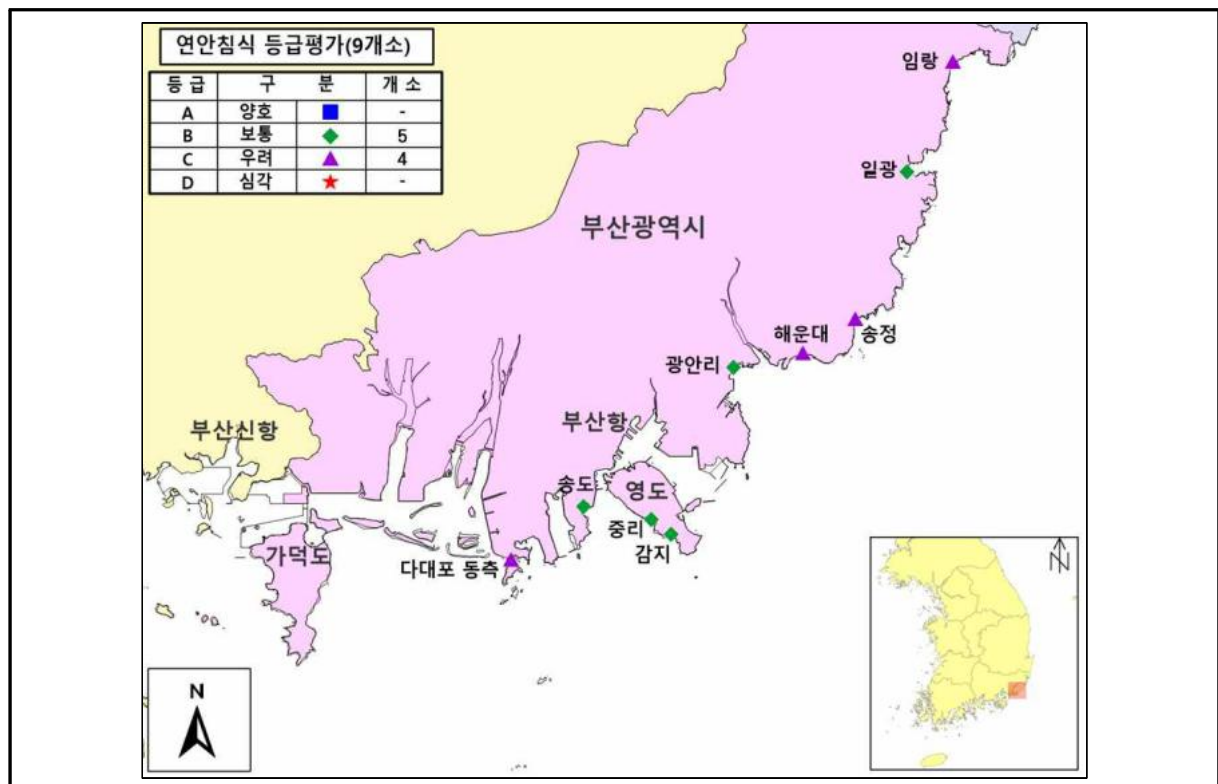 연안침식 등급평가(9개소)
등 급 구 분 개 소
A 양호 -
B 보통 5
C 우려 4
D 심각 -
임랑
일광
부산광역시
송정
해운대
광안리
부산항
부산신항
송도
영도
중리
감지
가덕도
다대포 동측
N
N